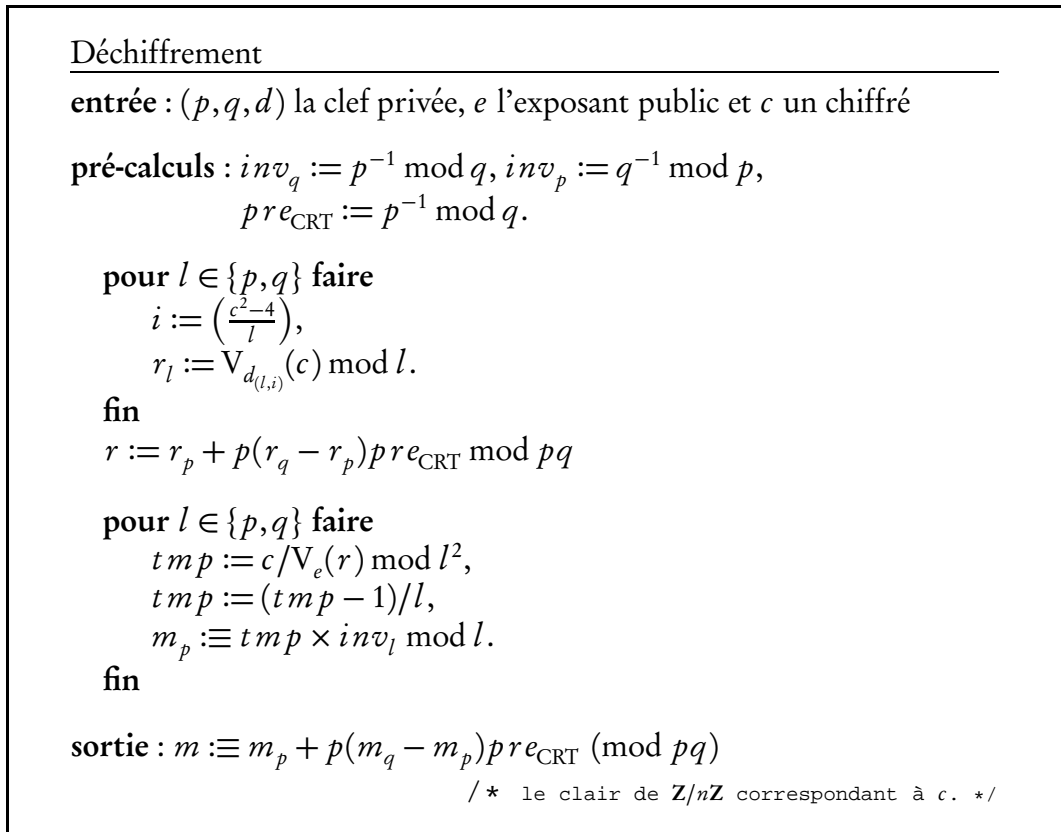 Déchiffrement
entrée : (p,q,d) la clef privée, e l'exposant public et c un chiffré
pré-calculs : inv_q := p^{−1} mod q, inv_p := q^{−1} mod p,
pre_CRT := p^{−1} mod q.
pour l ∈ {p,q} faire
i := ((c^2−4)/l),
r_l := V_{d_{(l,i)}}(c) mod l.
fin
r := r_p + p(r_q − r_p)pre_CRT mod pq
pour l ∈ {p,q} faire
tmp := c/V_e(r) mod l^2,
tmp := (tmp − 1)/l,
m_p :≡ tmp × inv_l mod l.
fin
sortie : m :≡ m_p + p(m_q − m_p)pre_CRT (mod pq)
/* le clair de Z/nZ correspondant à c. */